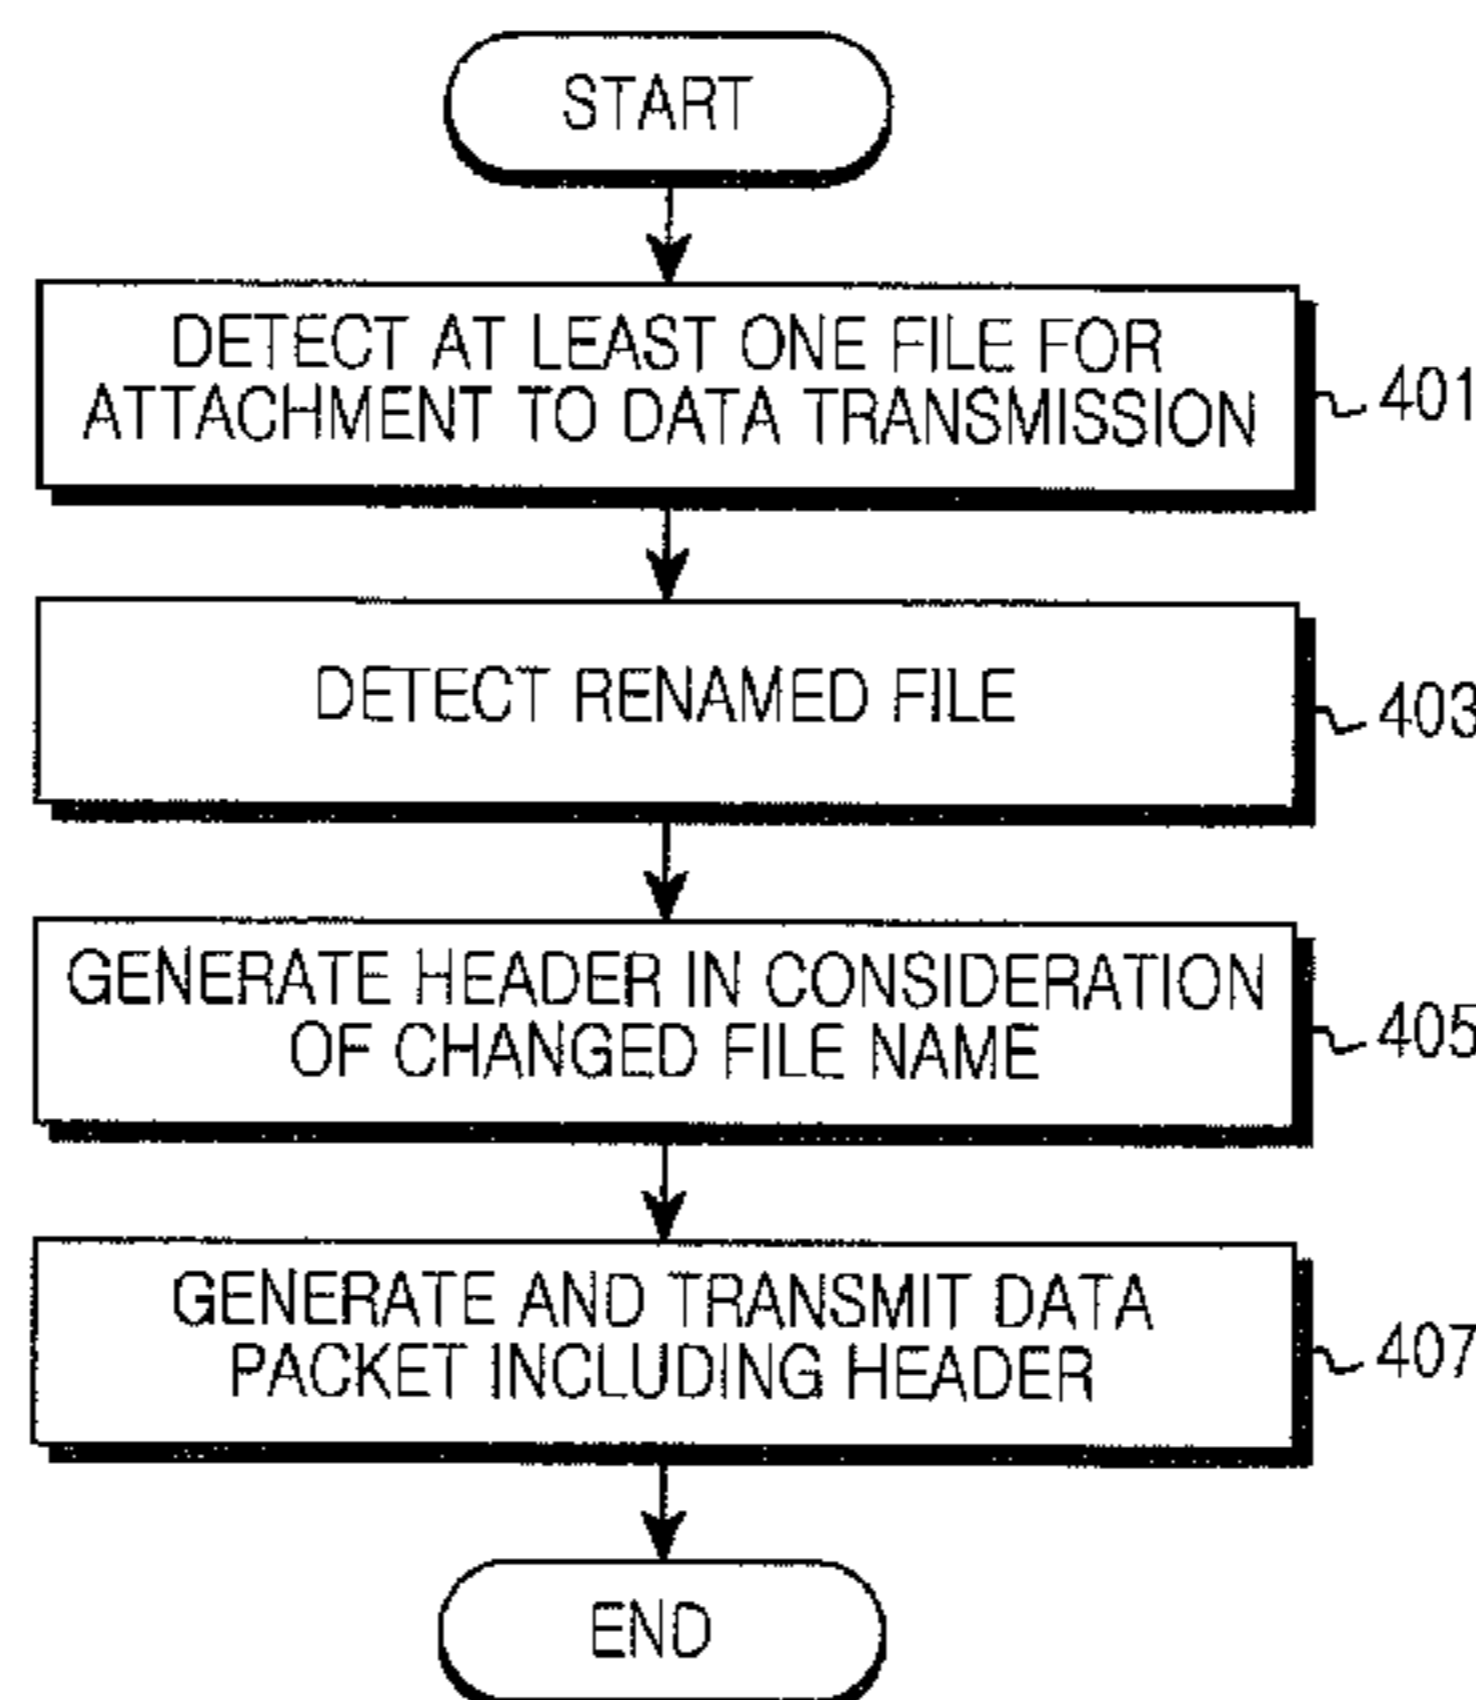 START
DETECT AT LEAST ONE FILE FOR
ATTACHMENT TO DATA TRANSMISSION
401
DETECT RENAMED FILE
403
GENERATE HEADER IN CONSIDERATION
OF CHANGED FILE NAME
405
GENERATE AND TRANSMIT DATA
PACKET INCLUDING HEADER
407
END